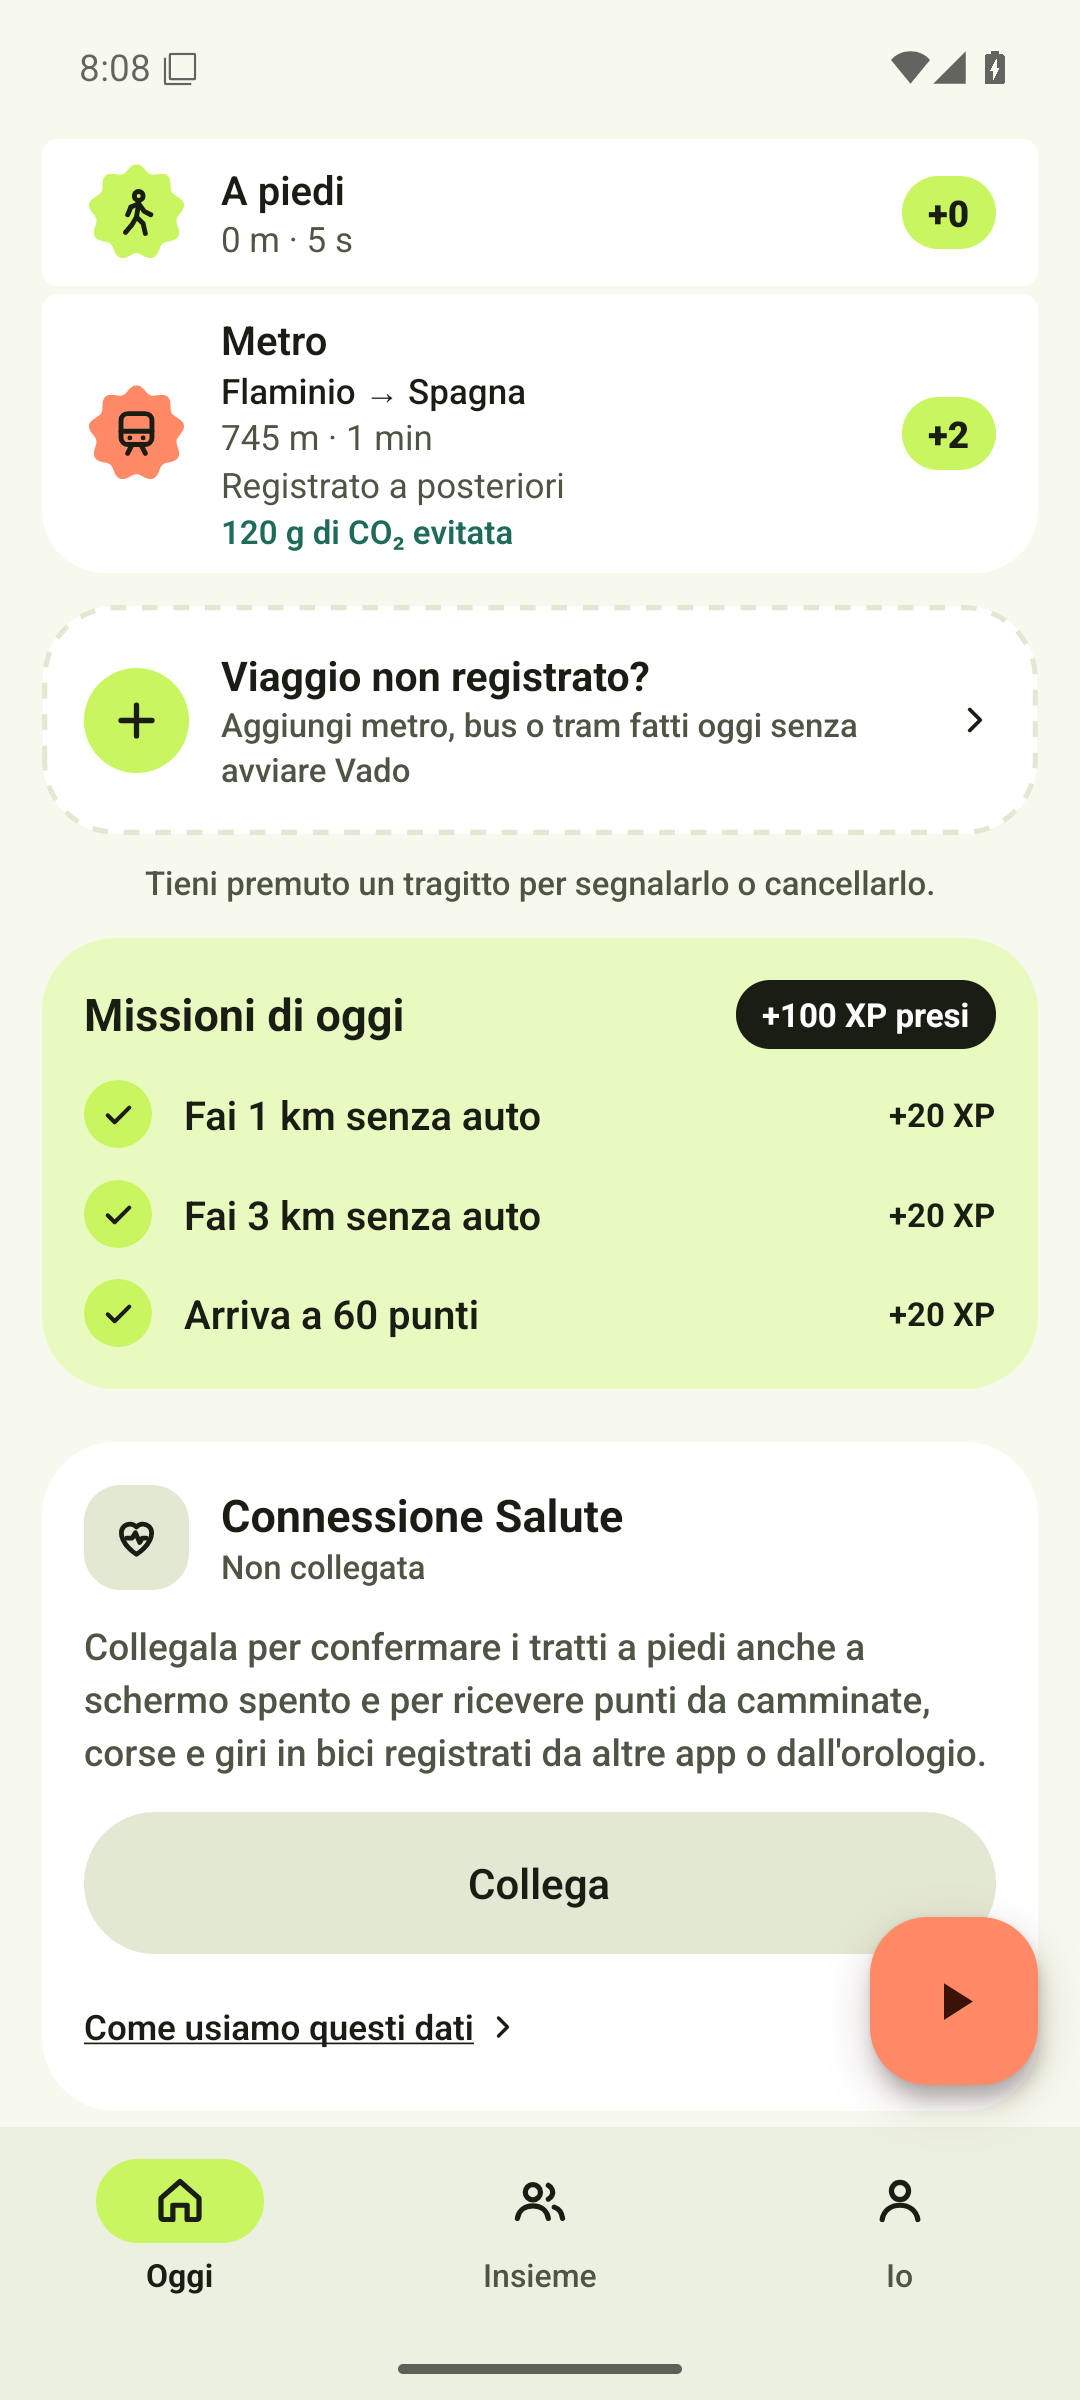 8:08
A piedi
0 m · 5 s
+0
Metro
Flaminio → Spagna
745 m · 1 min
Registrato a posteriori
120 g di CO₂ evitata
+2
Viaggio non registrato?
Aggiungi metro, bus o tram fatti oggi senza
avviare Vado
Tieni premuto un tragitto per segnalarlo o cancellarlo.
Missioni di oggi
+100 XP presi
Fai 1 km senza auto
+20 XP
Fai 3 km senza auto
+20 XP
Arriva a 60 punti
+20 XP
Connessione Salute
Non collegata
Collegala per confermare i tratti a piedi anche a
schermo spento e per ricevere punti da camminate,
corse e giri in bici registrati da altre app o dall'orologio.
Collega
Come usiamo questi dati
Oggi
Insieme
Io